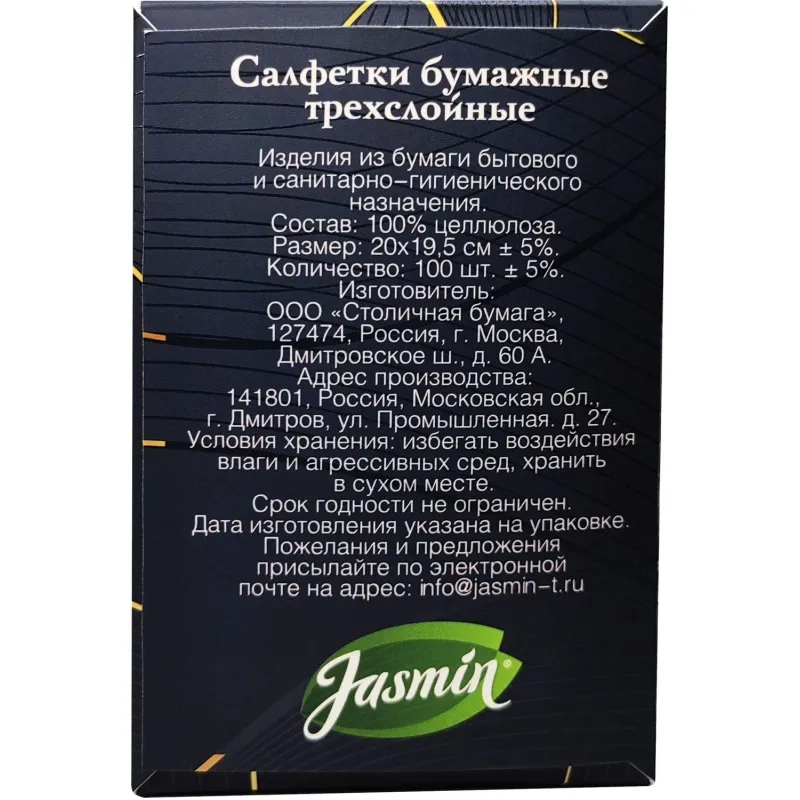 Салфетки бумажные
трехслойные
Изделия из бумаги бытового
и санитарно-гигиенического
назначения.
Состав: 100% целлюлоза.
Размер: 20х19,5 см ± 5%.
Количество: 100 шт. ± 5%.
Изготовитель:
ООО «Столичная бумага»,
127474, Россия, г. Москва,
Дмитровское ш., д. 60 А.
Адрес производства:
141801, Россия, Московская обл.,
г. Дмитров, ул. Промышленная. д. 27.
Условия хранения: избегать воздействия
влаги и агрессивных сред, хранить
в сухом месте.
Срок годности не ограничен.
Дата изготовления указана на упаковке.
Пожелания и предложения
присылайте по электронной
почте на адрес: info@jasmin-t.ru
Jasmin®